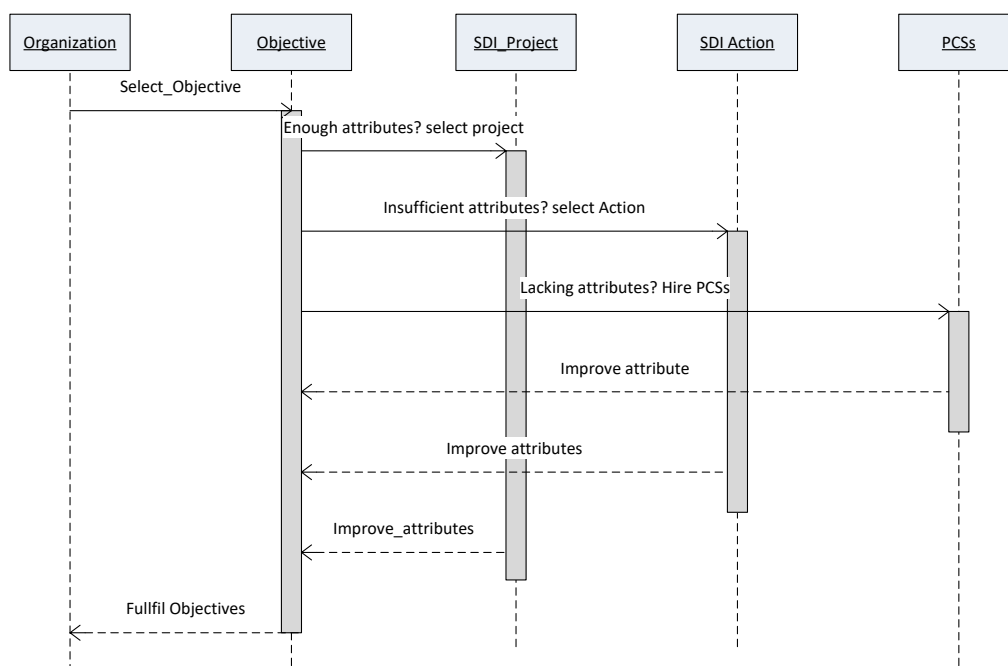 Organization
Objective
SDI_Project
SDI Action
PCSs
Select_Objective
Enough attributes? select project
Insufficient attributes? select Action
Lacking attributes? Hire PCSs
Improve attribute
Improve attributes
Improve_attributes
Fullfil Objectives